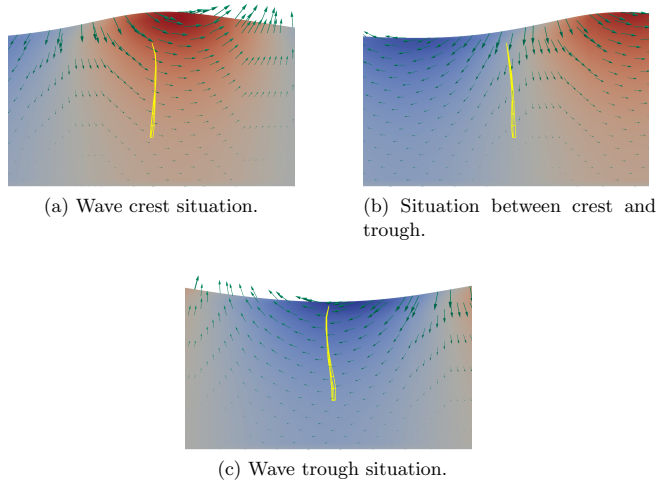 (a) Wave crest situation.
(b) Situation between crest and
trough.
(c) Wave trough situation.